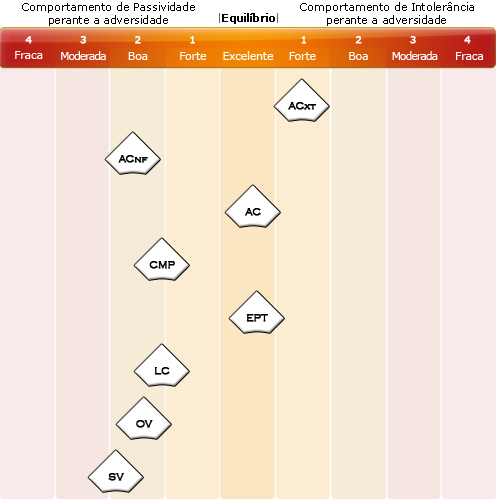 Comportamento de Passividade
perante a adversidade
|Equilíbrio|
Comportamento de Intolerância
perante a adversidade
4 3 2 1 1 2 3 4
Fraca Moderada Boa Forte Excelente Forte Boa Moderada Fraca
ACXT
ACNF
AC
CMP
EPT
LC
OV
SV